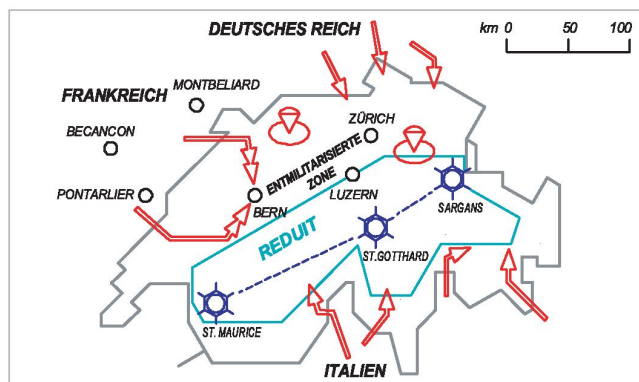 DEUTSCHES REICH
km 0 50 100
FRANKREICH
MONTBELIARD
BECANCON
ZÜRICH
ENTMILITARISIERTE
ZONE
PONTARLIER
BERN
LUZERN
SARGANS
REDUIT
ST.GOTTHARD
ST. MAURICE
ITALIEN